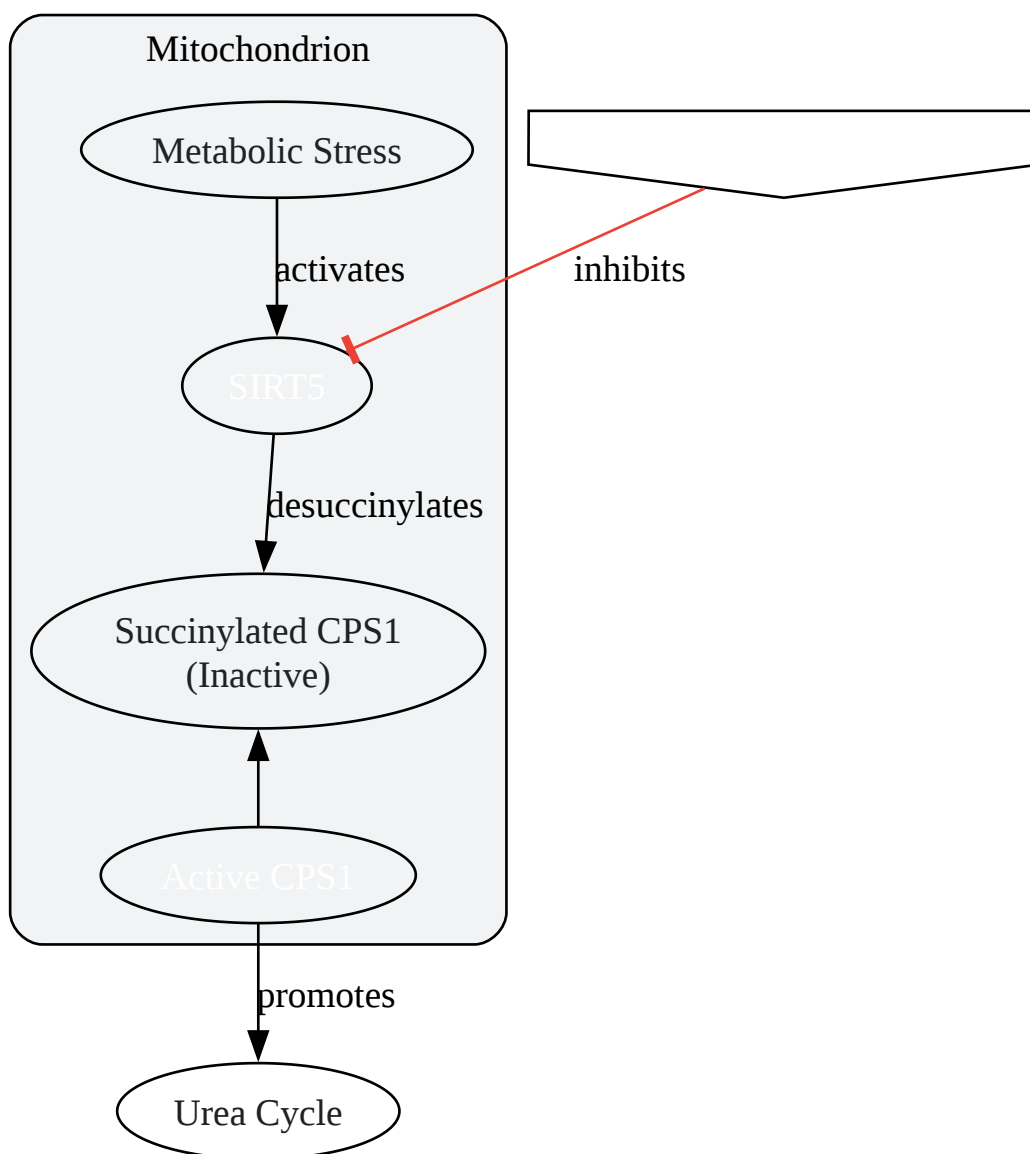 Mitochondrion
Metabolic Stress
activates
inhibits
SIRT5
desuccinylates
Succinylated CPS1
(Inactive)
Active CPS1
promotes
Urea Cycle